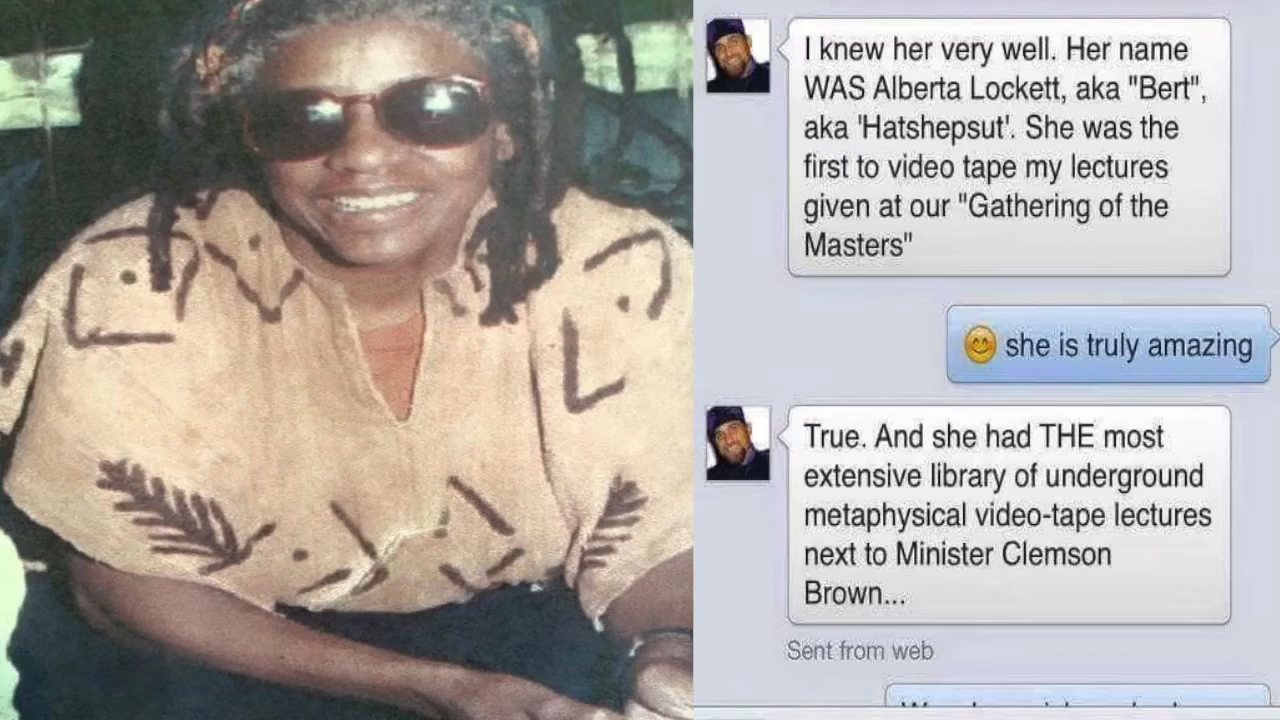 I knew her very well. Her name
WAS Alberta Lockett, aka "Bert",
aka 'Hatshepsut'. She was the
first to video tape my lectures
given at our "Gathering of the
Masters"
😊 she is truly amazing
True. And she had THE most
extensive library of underground
metaphysical video-tape lectures
next to Minister Clemson
Brown...
Sent from web